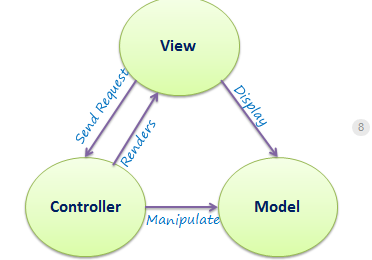 View
Send Request
Renders
Display
8
Controller
Manipulate
Model